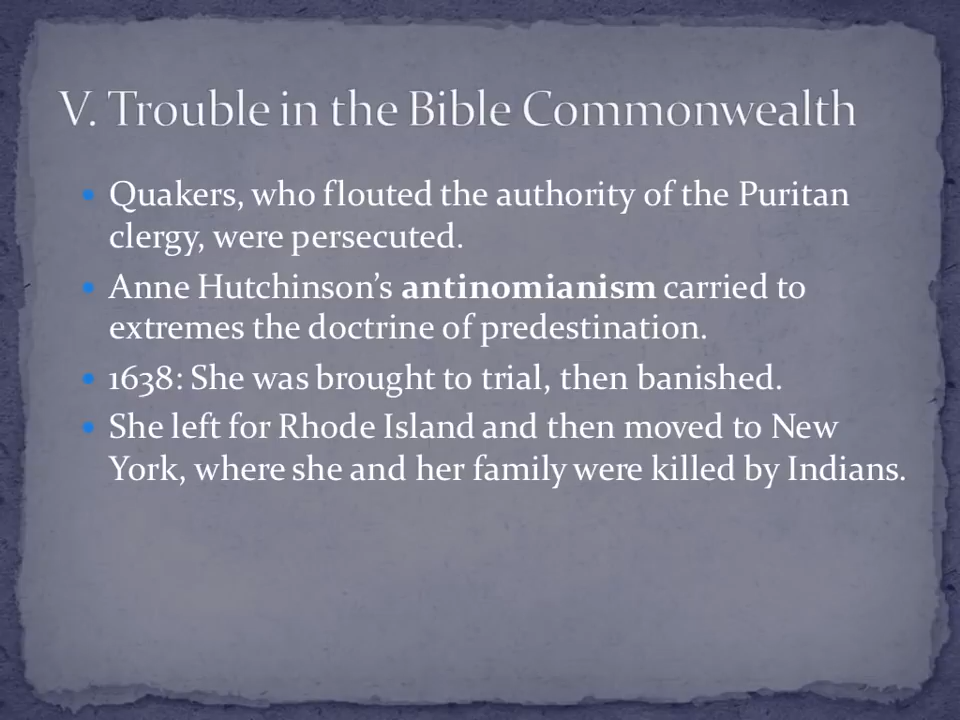 V. Trouble in the Bible Commonwealth
• Quakers, who flouted the authority of the Puritan
clergy, were persecuted.
• Anne Hutchinson’s antinomianism carried to
extremes the doctrine of predestination.
• 1638: She was brought to trial, then banished.
• She left for Rhode Island and then moved to New
York, where she and her family were killed by Indians.